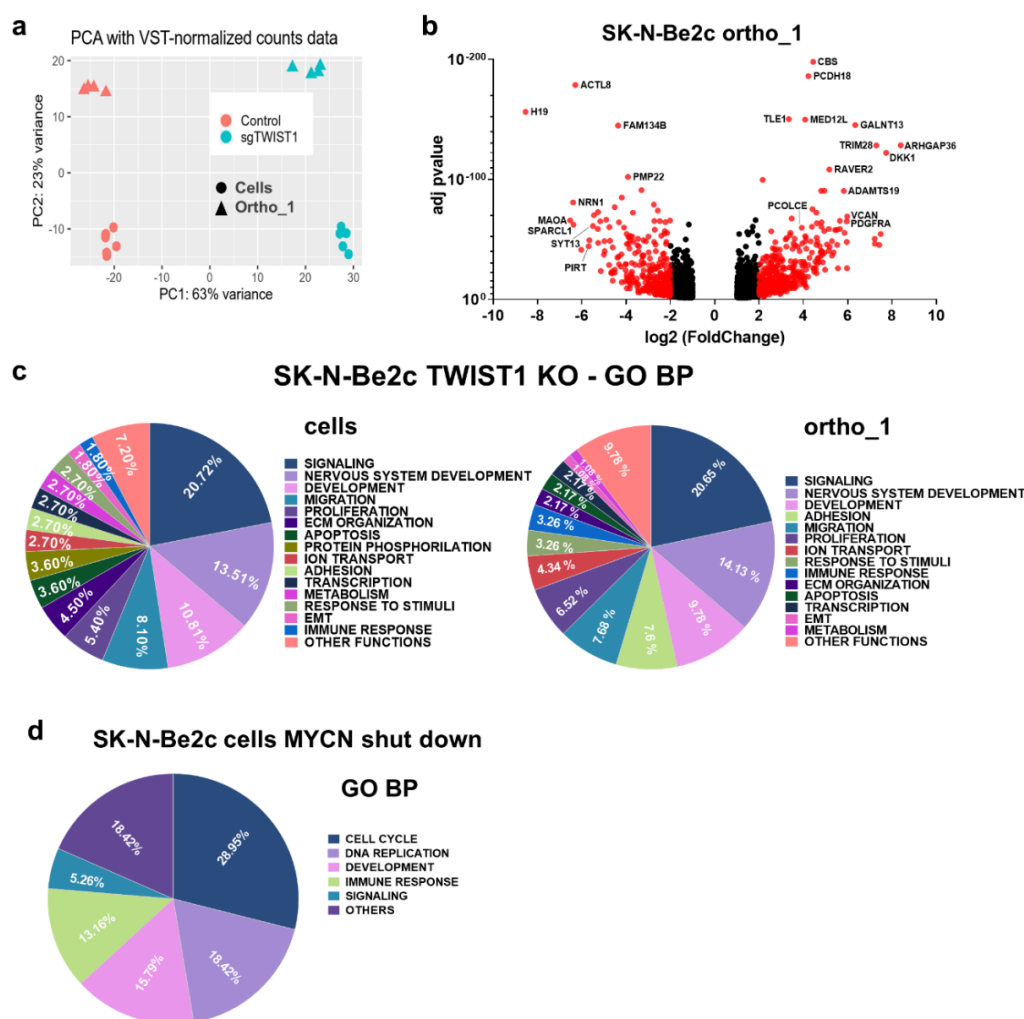 a
PCA with VST-normalized counts data
20
10
0
-10
PC2: 23% variance
Control
sgTWIST1
Cells
Ortho_1
-20
-10
0
10
20
30
PC1: 63% variance
b
SK-N-Be2c ortho_1
10-200
10-100
10⁰
adj pvalue
CBS
PCDH18
ACTL8
H19
FAM134B
TLE1
MED12L
GALNT13
TRIM28
ARHGAP36
DKK1
RAVER2
PMP22
ADAMTS19
NRN1
PCOLCE
MAOA
VCAN
SPARCL1
PDGFRA
SYT13
PIRT
-10
-8
-6
-4
-2
0
2
4
6
8
10
log2 (FoldChange)
c
SK-N-Be2c TWIST1 KO - GO BP
cells
20.72%
13.51%
10.81%
8.10%
5.40%
4.50%
3.60%
3.60%
2.70%
2.70%
2.70%
2.70%
2.70%
1.80%
1.80%
7.20%
SIGNALING
NERVOUS SYSTEM DEVELOPMENT
DEVELOPMENT
MIGRATION
PROLIFERATION
ECM ORGANIZATION
APOPTOSIS
PROTEIN PHOSPHORILATION
ION TRANSPORT
ADHESION
TRANSCRIPTION
METABOLISM
RESPONSE TO STIMULI
EMT
IMMUNE RESPONSE
OTHER FUNCTIONS
ortho_1
20.65 %
14.13 %
9.78 %
7.6 %
7.68 %
6.52 %
4.34 %
3.26 %
3.26 %
2.17 %
2.17 %
2.17 %
1.08 %
1.08 %
9.78 %
SIGNALING
NERVOUS SYSTEM DEVELOPMENT
DEVELOPMENT
ADHESION
MIGRATION
PROLIFERATION
ION TRANSPORT
RESPONSE TO STIMULI
IMMUNE RESPONSE
ECM ORGANIZATION
APOPTOSIS
TRANSCRIPTION
EMT
METABOLISM
OTHER FUNCTIONS
d
SK-N-Be2c cells MYCN shut down
GO BP
28.95%
18.42%
15.79%
13.16%
5.26%
18.42%
CELL CYCLE
DNA REPLICATION
DEVELOPMENT
IMMUNE RESPONSE
SIGNALING
OTHERS